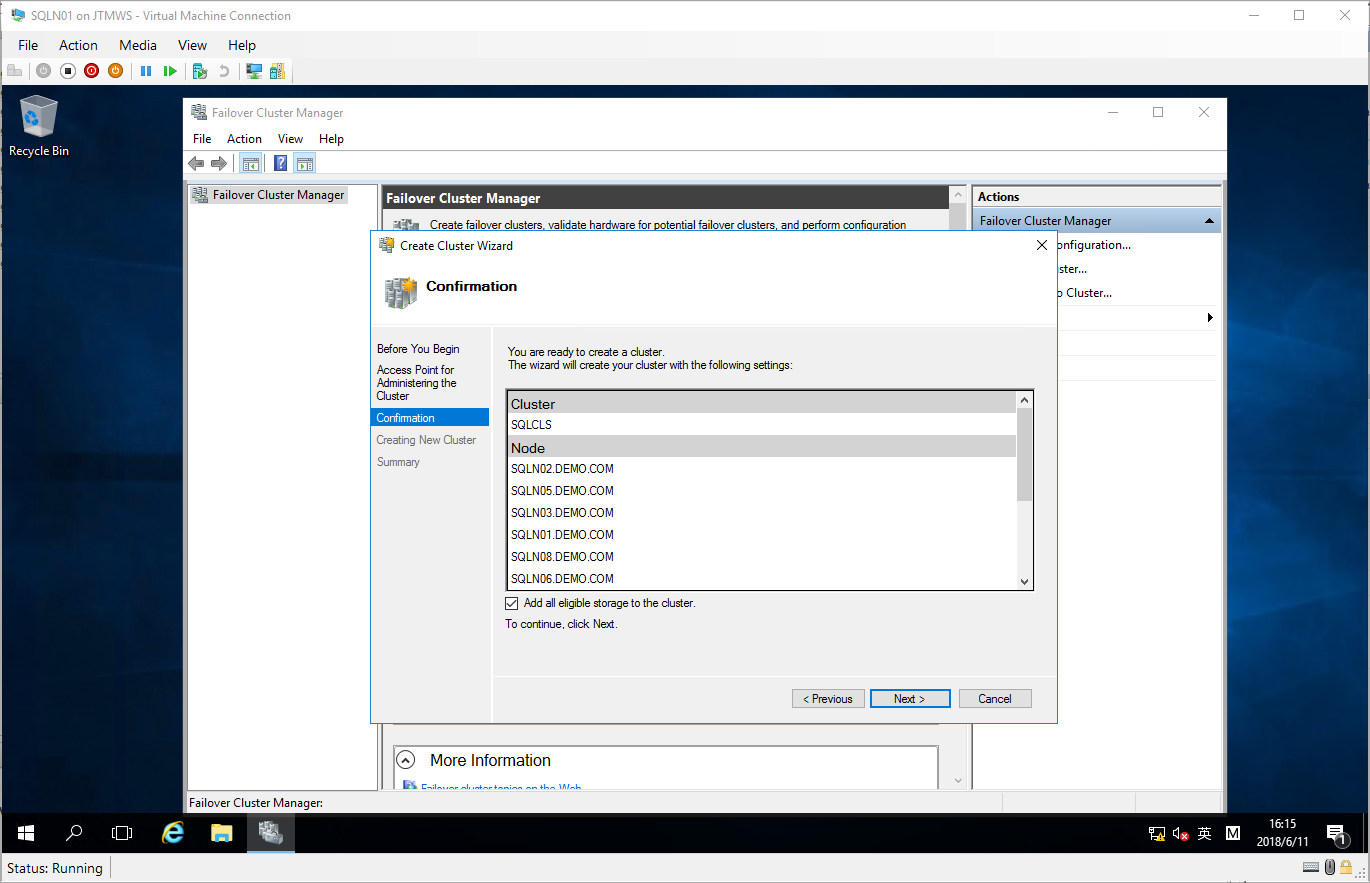 SQLN01 on JTMWS - Virtual Machine Connection
File Action Media View Help
Recycle Bin
Failover Cluster Manager
File Action View Help
Failover Cluster Manager
Failover Cluster Manager
Create failover clusters, validate hardware for potential failover clusters, and perform configuration
Actions
Failover Cluster Manager
onfiguration...
ster...
o Cluster...
Create Cluster Wizard
Confirmation
Before You Begin
Access Point for
Administering the
Cluster
Confirmation
Creating New Cluster
Summary
You are ready to create a cluster.
The wizard will create your cluster with the following settings:
Cluster
SQLCLS
Node
SQLN02.DEMO.COM
SQLN05.DEMO.COM
SQLN03.DEMO.COM
SQLN01.DEMO.COM
SQLN08.DEMO.COM
SQLN06.DEMO.COM
Add all eligible storage to the cluster.
To continue, click Next.
< Previous Next > Cancel
More Information
Failover cluster topics on the Web
Failover Cluster Manager:
英 M
16:15
2018/6/11
1
Status: Running